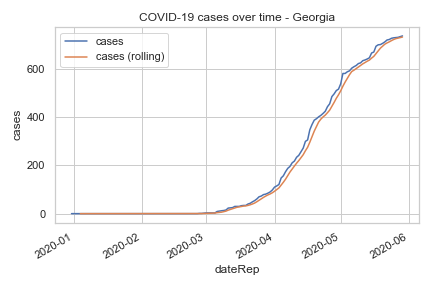 COVID-19 cases over time - Georgia
cases
cases (rolling)
600
400
200
0
cases
2020-01
2020-02
2020-03
2020-04
2020-05
2020-06
dateRep